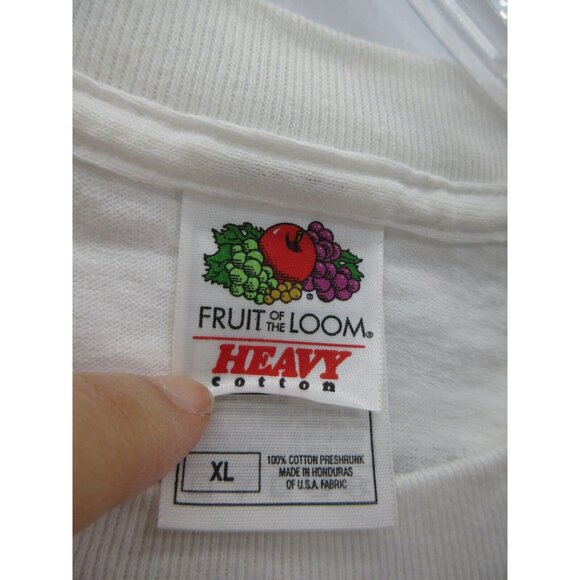 FRUIT OF THE LOOM®
HEAVY
cotton
XL
100% COTTON PRESHRUNK
MADE IN HONDURAS
OF U.S.A. FABRIC